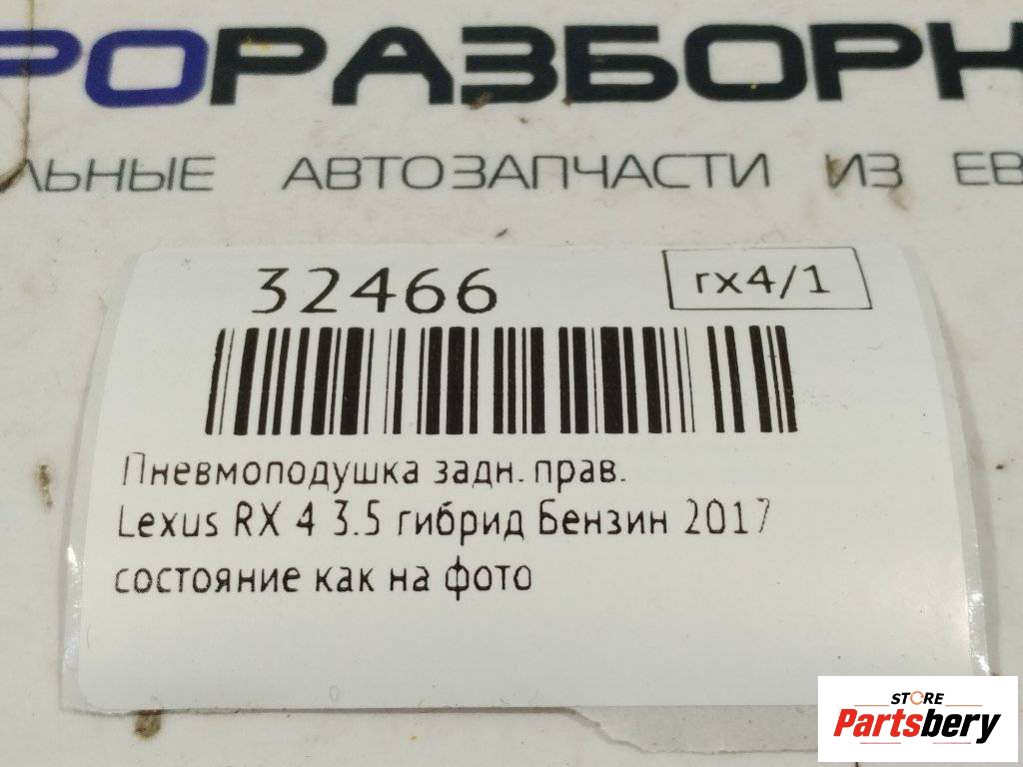 РОРАЗБОРН
ЛЬНЫЕ АВТОЗАПЧАСТИ ИЗ ЕВ
32466
rx4/1
Пневмоподушка задн. прав.
Lexus RX 4 3.5 гибрид Бензин 2017
состояние как на фото
STORE
Partsbery